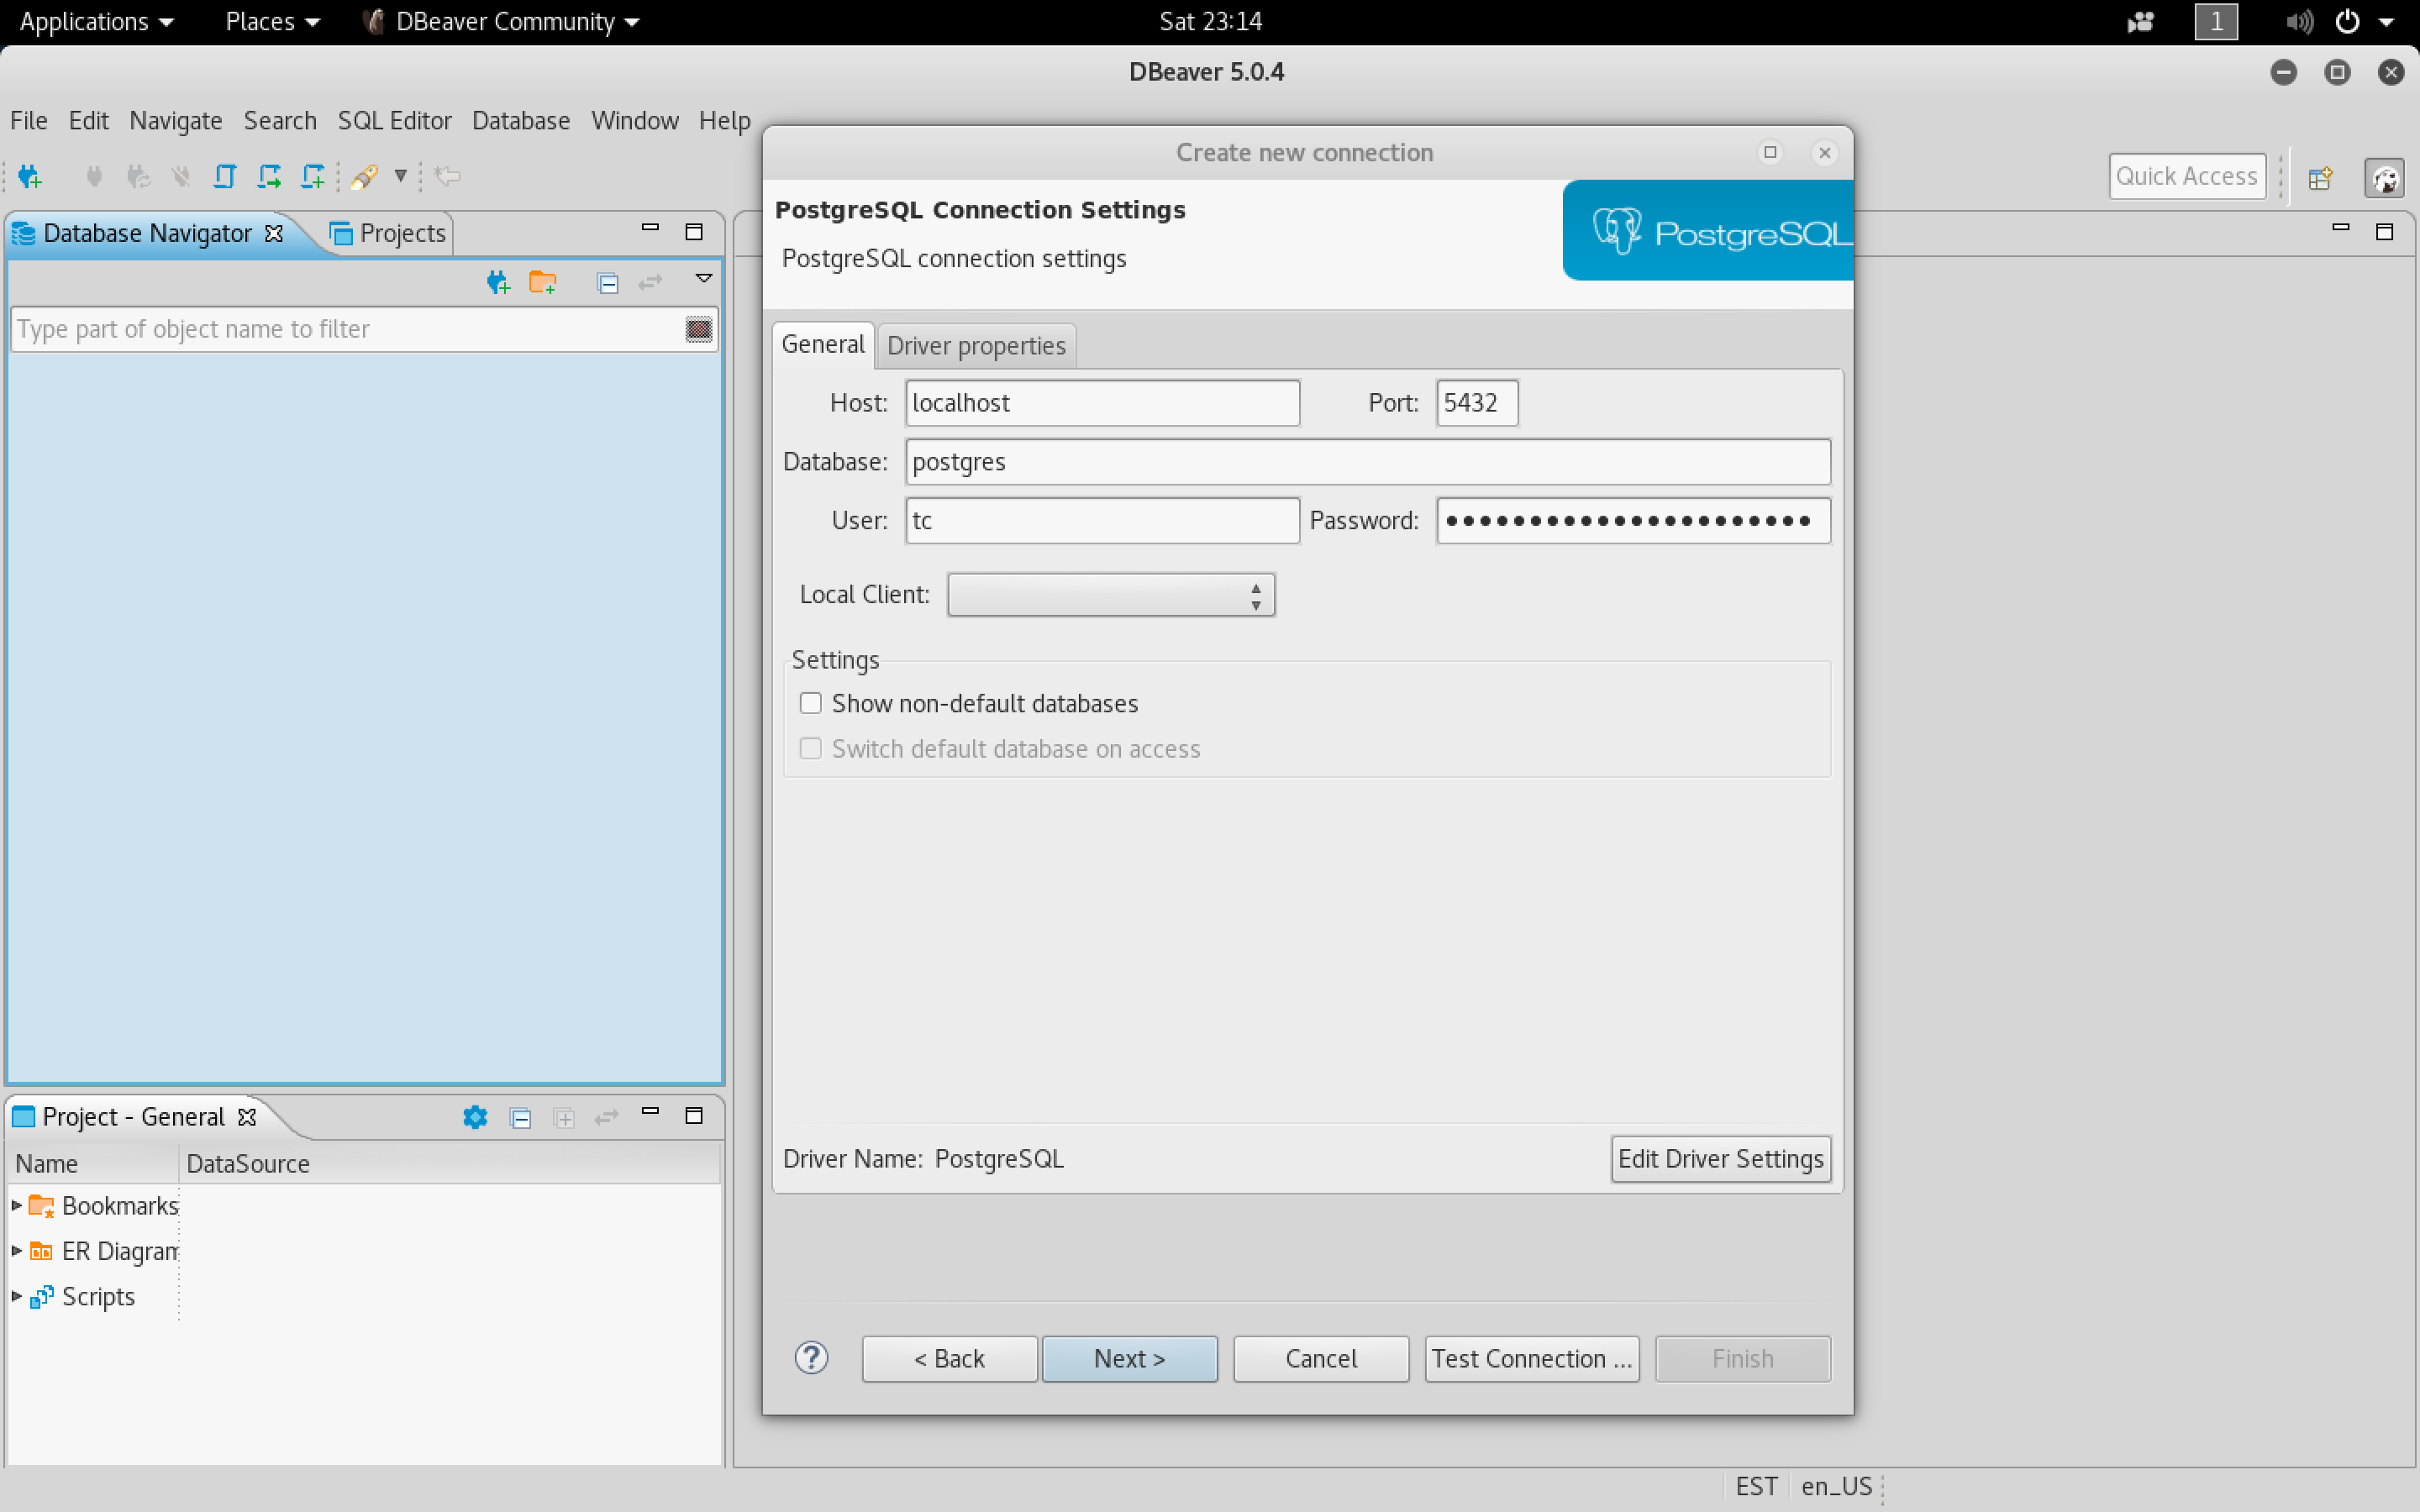 Applications Places DBeaver Community Sat 23:14 1
DBeaver 5.0.4
File Edit Navigate Search SQL Editor Database Window Help
Quick Access
Database Navigator Projects
Type part of object name to filter
Create new connection
PostgreSQL Connection Settings
PostgreSQL connection settings
PostgreSQL
General Driver properties
Host: localhost Port: 5432
Database: postgres
User: tc Password: ••••••••••••••••••••••
Local Client:
Settings
Show non-default databases
Switch default database on access
Driver Name: PostgreSQL Edit Driver Settings
? < Back Next > Cancel Test Connection ... Finish
Project - General
Name DataSource
Bookmarks
ER Diagram
Scripts
EST en_US